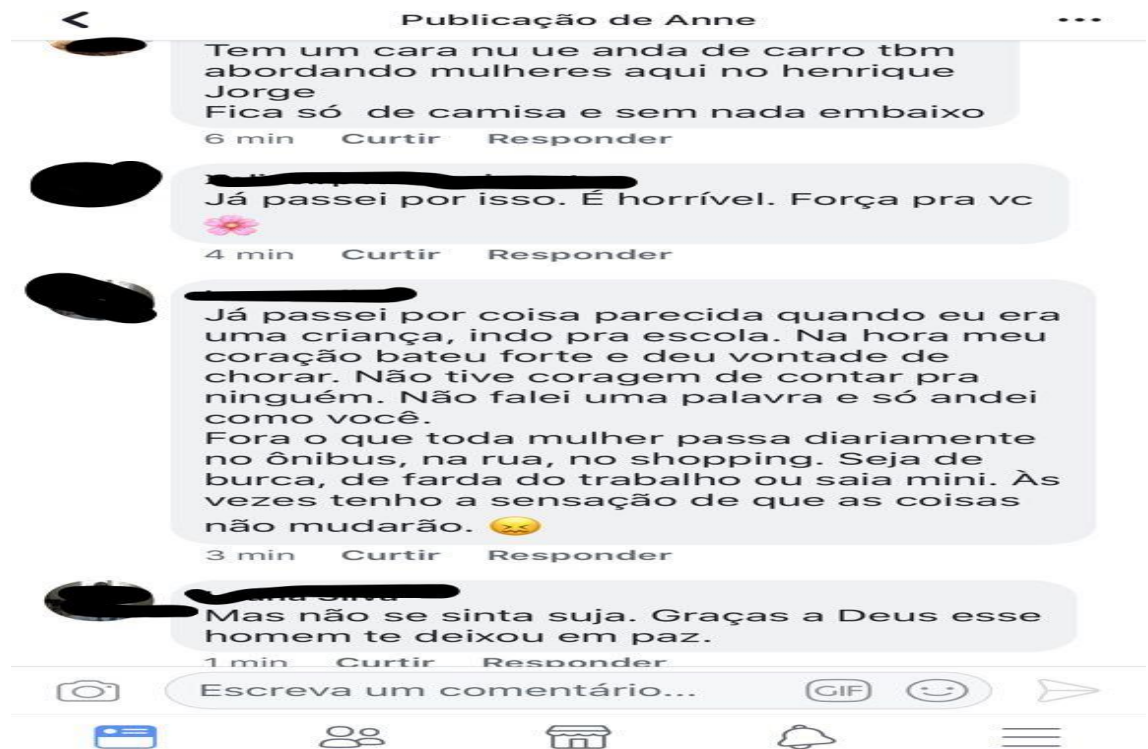 Publicação de Anne
Tem um cara nu ue anda de carro tbm
abordando mulheres aqui no henrique
Jorge
Fica só de camisa e sem nada embaixo
6 min Curtir Responder
Já passei por isso. É horrível. Força pra vc
🌸
4 min Curtir Responder
Já passei por coisa parecida quando eu era
uma criança, indo pra escola. Na hora meu
coração bateu forte e deu vontade de
chorar. Não tive coragem de contar pra
ninguém. Não falei uma palavra e só andei
como você.
Fora o que toda mulher passa diariamente
no ônibus, na rua, no shopping. Seja de
burca, de farda do trabalho ou saia mini. Às
vezes tenho a sensação de que as coisas
não mudarão. 😖
3 min Curtir Responder
Mas não se sinta suja. Graças a Deus esse
homem te deixou em paz.
1 min Curtir Responder
Escreva um comentário... GIF